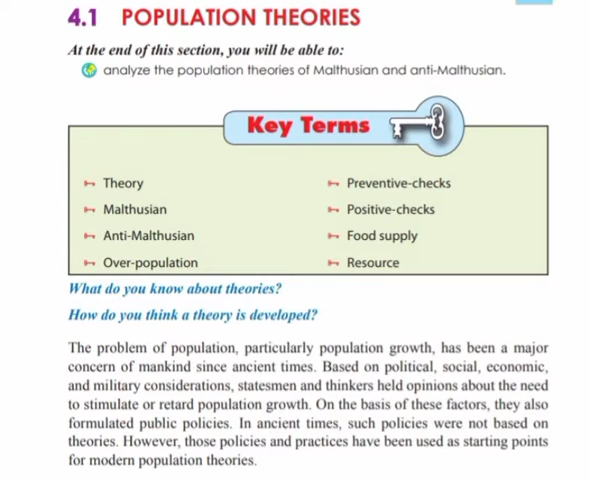 4.1 POPULATION THEORIES
At the end of this section, you will be able to:
analyze the population theories of Malthusian and anti-Malthusian.
Key Terms
Theory
Malthusian
Anti-Malthusian
Over-population
Preventive-checks
Positive-checks
Food supply
Resource
What do you know about theories?
How do you think a theory is developed?
The problem of population, particularly population growth, has been a major
concern of mankind since ancient times. Based on political, social, economic,
and military considerations, statesmen and thinkers held opinions about the need
to stimulate or retard population growth. On the basis of these factors, they also
formulated public policies. In ancient times, such policies were not based on
theories. However, those policies and practices have been used as starting points
for modern population theories.